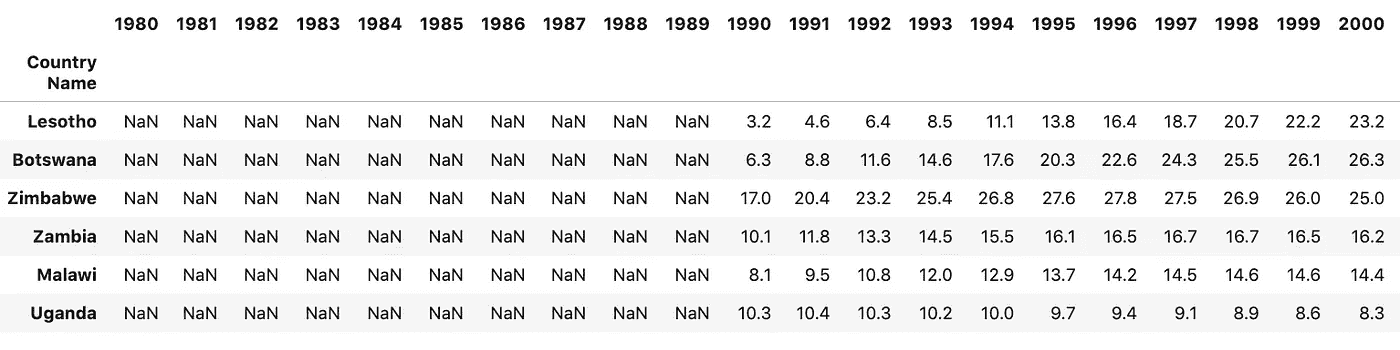 1980 1981 1982 1983 1984 1985 1986 1987 1988 1989 1990 1991 1992 1993 1994 1995 1996 1997 1998 1999 2000
Country
Name
Lesotho NaN NaN NaN NaN NaN NaN NaN NaN NaN NaN 3.2 4.6 6.4 8.5 11.1 13.8 16.4 18.7 20.7 22.2 23.2
Botswana NaN NaN NaN NaN NaN NaN NaN NaN NaN NaN 6.3 8.8 11.6 14.6 17.6 20.3 22.6 24.3 25.5 26.1 26.3
Zimbabwe NaN NaN NaN NaN NaN NaN NaN NaN NaN NaN 17.0 20.4 23.2 25.4 26.8 27.6 27.8 27.5 26.9 26.0 25.0
Zambia NaN NaN NaN NaN NaN NaN NaN NaN NaN NaN 10.1 11.8 13.3 14.5 15.5 16.1 16.5 16.7 16.7 16.5 16.2
Malawi NaN NaN NaN NaN NaN NaN NaN NaN NaN NaN 8.1 9.5 10.8 12.0 12.9 13.7 14.2 14.5 14.6 14.6 14.4
Uganda NaN NaN NaN NaN NaN NaN NaN NaN NaN NaN 10.3 10.4 10.3 10.2 10.0 9.7 9.4 9.1 8.9 8.6 8.3